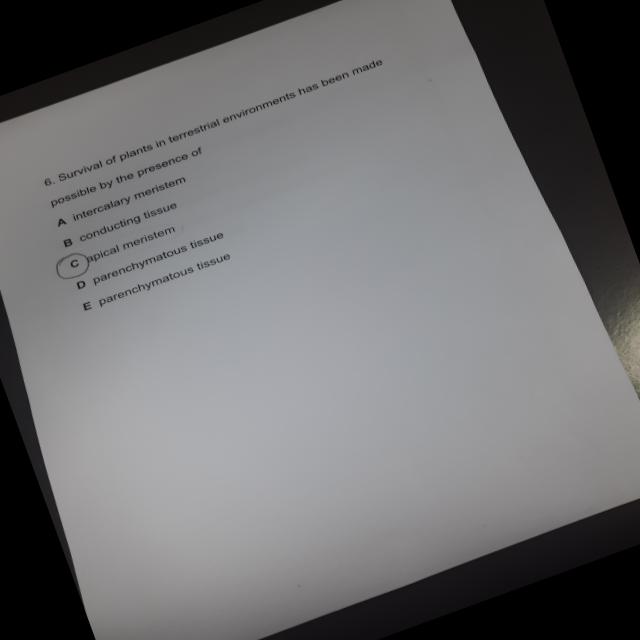 6. Survival of plants in terrestrial environments has been made
possible by the presence of
A intercalary meristem
B conducting tissue
C apical meristem
D parenchymatous tissue
E parenchymatous tissue